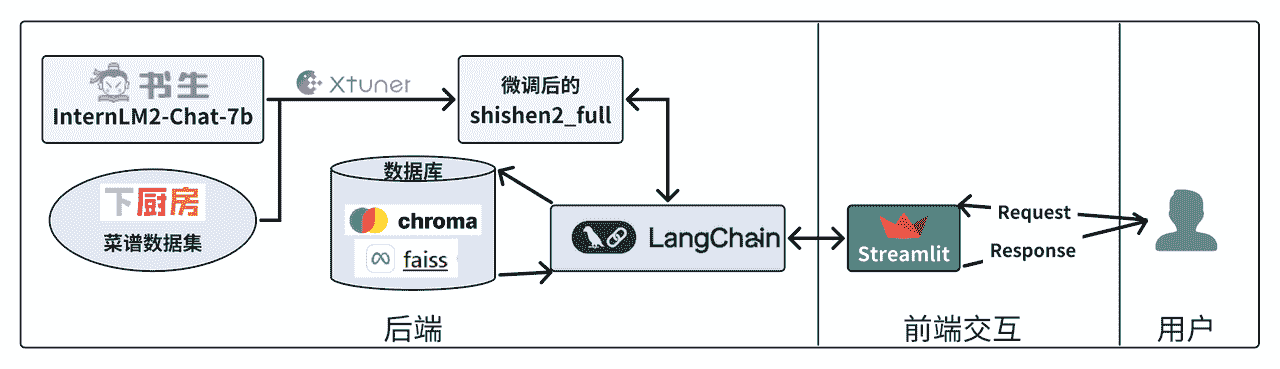 书生
InternLM2-Chat-7b
Xtuner
微调后的
shishen2_full
下厨房
菜谱数据集
数据库
chroma
faiss
LangChain
Streamlit
Request
Response
后端
前端交互
用户